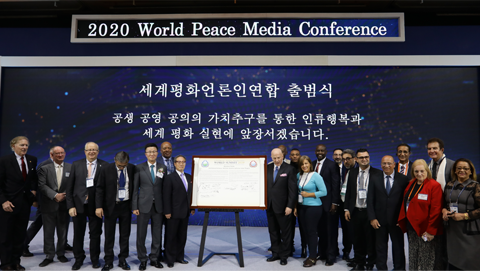 2020 World Peace Media Conference
세계평화언론인연합 출범식
공생 공영 공의의 가치추구를 통한 인류행복과
세계 평화 실현에 앞장서겠습니다.